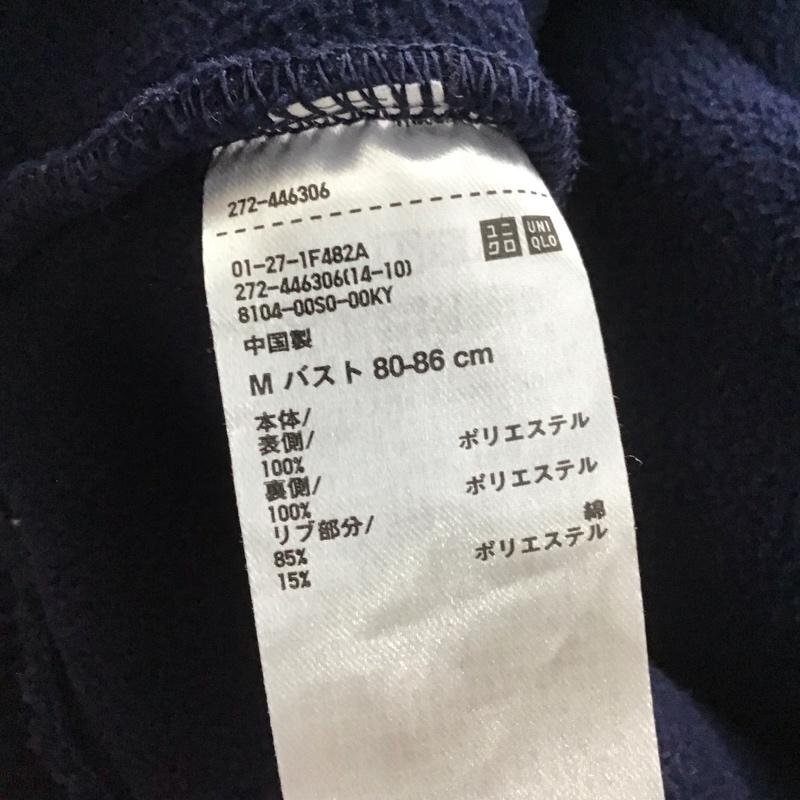 272-446306
ユニ
クロ
UNI
QLO
01-27-1F482A
272-446306(14-10)
8104-00S0-00KY
中国製
M バスト 80-86 cm
本体/
表側/
100% ポリエステル
裏側/
100% ポリエステル
リブ部分/
85% 綿
15% ポリエステル